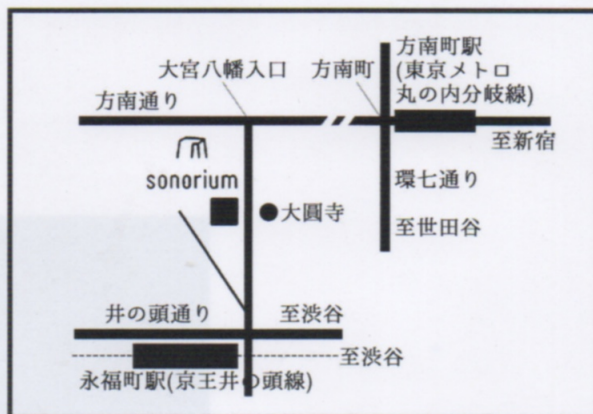 方南町駅
(東京メトロ
丸の内分岐線)
大宮八幡入口
方南町
方南通り
至新宿
sonorium
環七通り
大圓寺
至世田谷
井の頭通り
至渋谷
至渋谷
永福町駅(京王井の頭線)